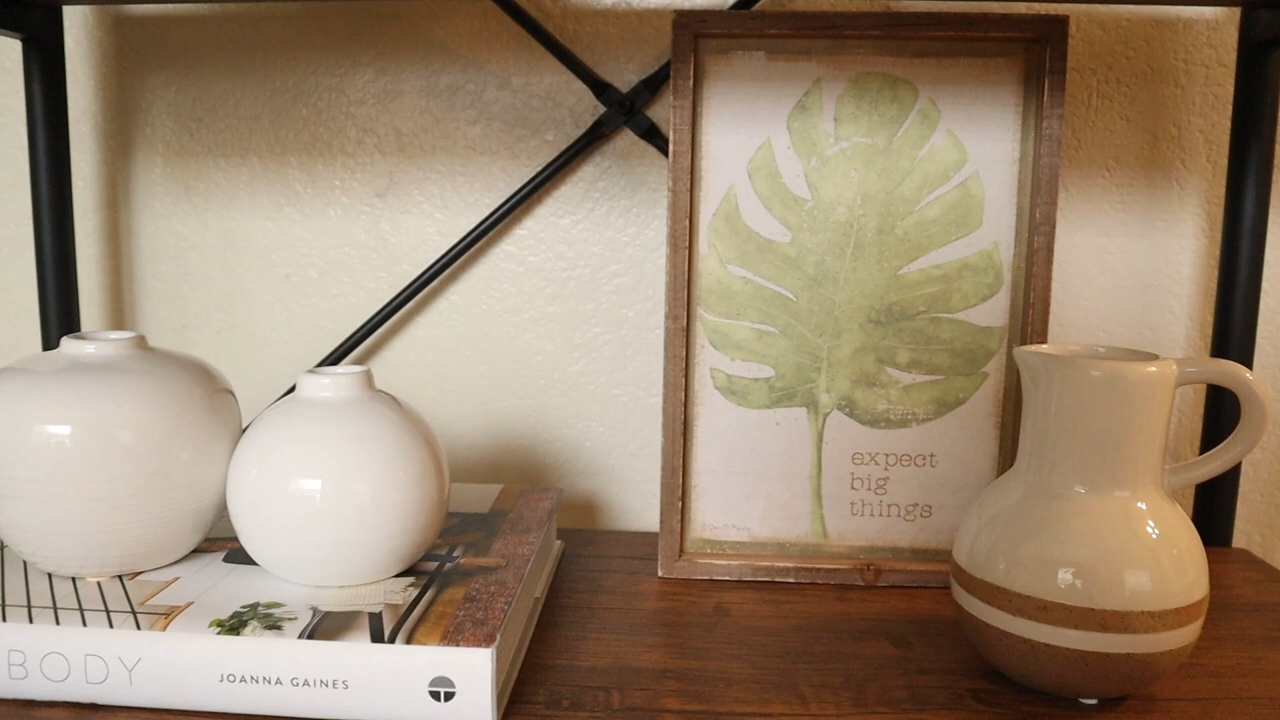 expect
big
things
BODY
JOANNA GAINES